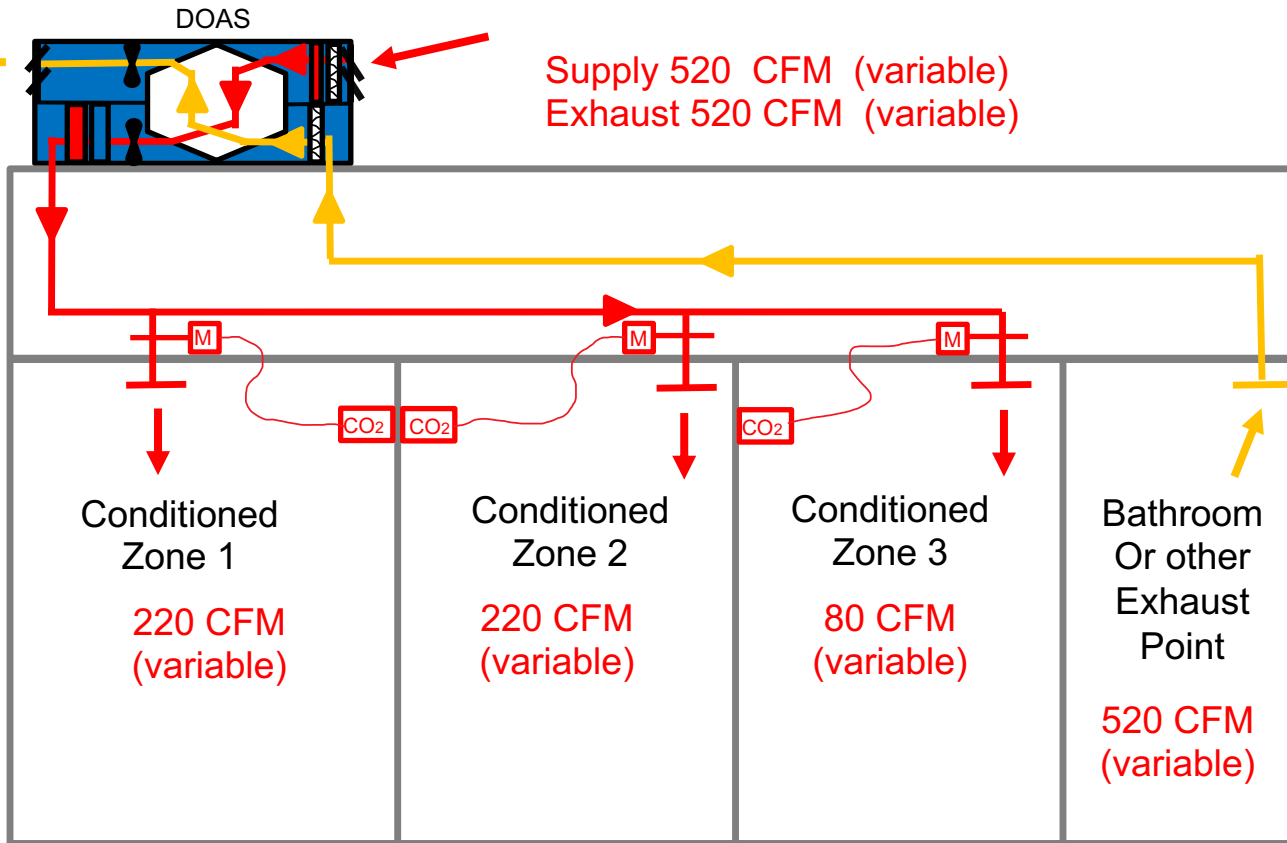 DOAS
Supply 520 CFM (variable)
Exhaust 520 CFM (variable)
M
M
M
CO2
CO2
CO2
Conditioned
Zone 1
220 CFM
(variable)
Conditioned
Zone 2
220 CFM
(variable)
Conditioned
Zone 3
80 CFM
(variable)
Bathroom
Or other
Exhaust
Point
520 CFM
(variable)